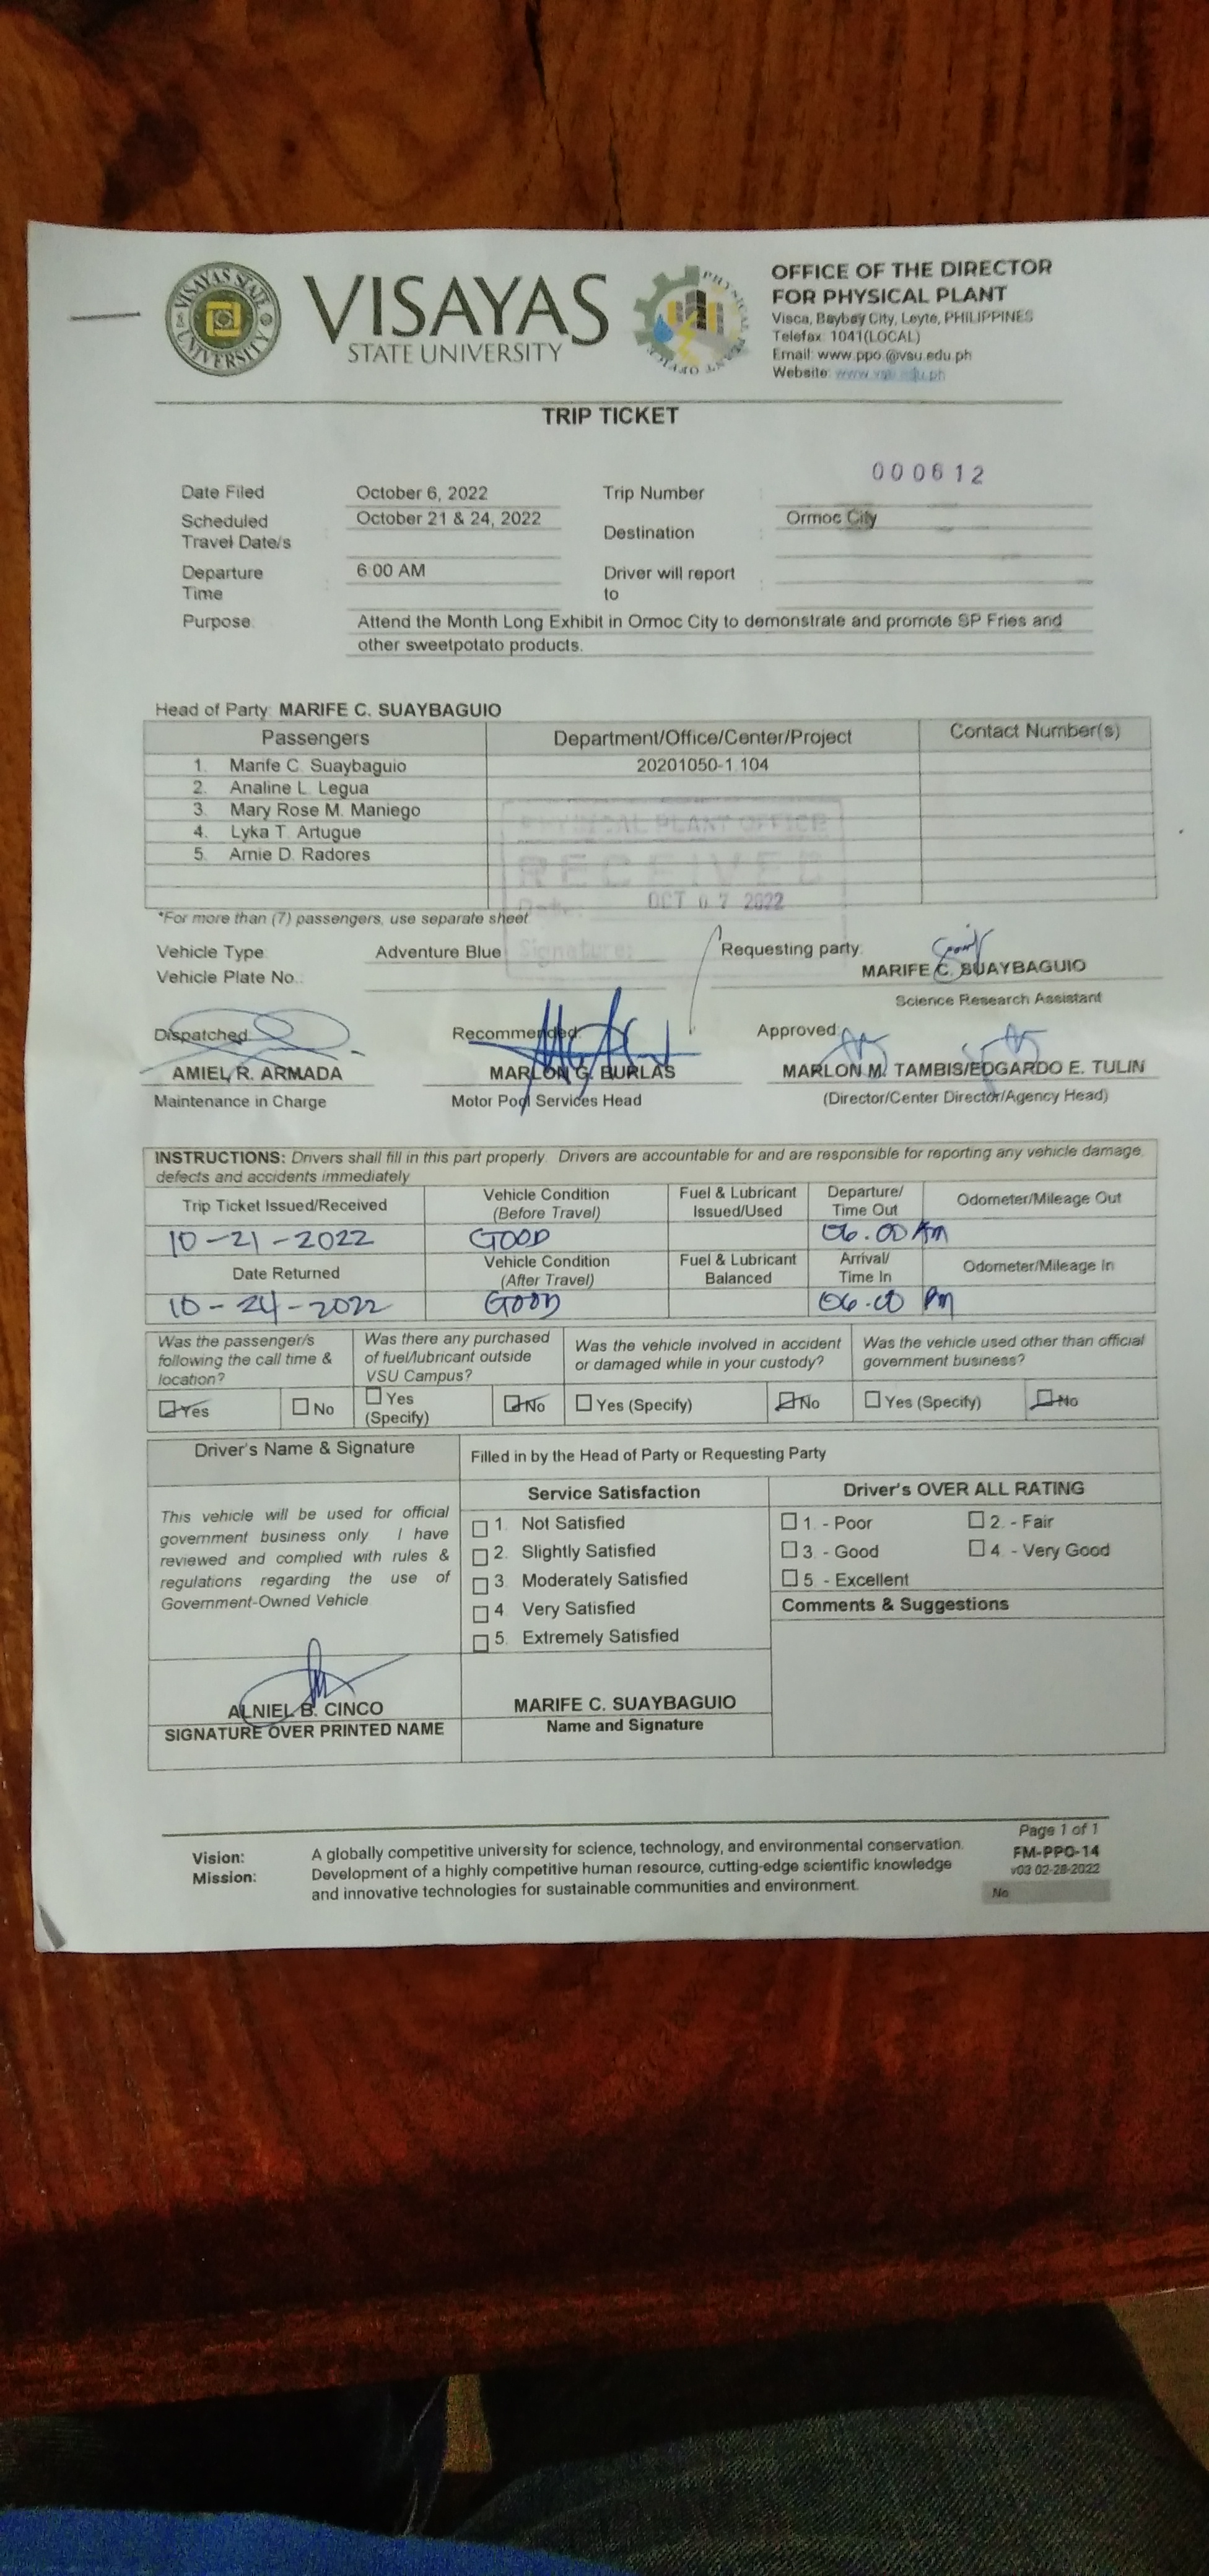 VISAYAS STATE UNIVERSITY
VISAYAS
STATE UNIVERSITY
OFFICE OF THE DIRECTOR
FOR PHYSICAL PLANT
Visca, Baybay City, Leyte, PHILIPPINES
Telefax: 1041(LOCAL)
Email: www.ppo.@vsu.edu.ph
Website: www.vsu.edu.ph
TRIP TICKET
000612
Date Filed October 6, 2022 Trip Number
Scheduled Travel Date/s October 21 & 24, 2022 Destination Ormoc City
Departure Time 6:00 AM Driver will report to
Purpose: Attend the Month Long Exhibit in Ormoc City to demonstrate and promote SP Fries and
other sweetpotato products.
Head of Party: MARIFE C. SUAYBAGUIO
Passengers Department/Office/Center/Project Contact Number(s)
1. Marife C. Suaybaguio 20201050-1.104
2. Analine L. Legua
3. Mary Rose M. Maniego
4. Lyka T. Artugue
5. Arnie D. Radores
PHYSICAL PLANT OFFICE
RECEIVED
Date: OCT 07 2022
Signature:
*For more than (7) passengers, use separate sheet
Vehicle Type Adventure Blue Requesting party:
Vehicle Plate No.: MARIFE C. SUAYBAGUIO
Science Research Assistant
Dispatched: Recommended: Approved:
AMIEL R. ARMADA MARLON G. BURLAS MARLON M. TAMBIS/EDGARDO E. TULIN
Maintenance in Charge Motor Pool Services Head (Director/Center Director/Agency Head)
INSTRUCTIONS: Drivers shall fill in this part properly. Drivers are accountable for and are responsible for reporting any vehicle damage,
defects and accidents immediately
Trip Ticket Issued/Received Vehicle Condition (Before Travel) Fuel & Lubricant Issued/Used Departure/ Time Out Odometer/Mileage Out
10-21-2022 GOOD 06.00 AM
Date Returned Vehicle Condition (After Travel) Fuel & Lubricant Balanced Arrival/ Time In Odometer/Mileage In
10-24-2022 GOOD 06.00 PM
Was the passenger/s following the call time & location? Was there any purchased of fuel/lubricant outside VSU Campus? Was the vehicle involved in accident or damaged while in your custody? Was the vehicle used other than official government business?
Yes No Yes (Specify) No Yes (Specify) No Yes (Specify) No
Driver's Name & Signature Filled in by the Head of Party or Requesting Party
Service Satisfaction Driver's OVER ALL RATING
This vehicle will be used for official
government business only. I have
reviewed and complied with rules &
regulations regarding the use of
Government-Owned Vehicle.
1. Not Satisfied
2. Slightly Satisfied
3. Moderately Satisfied
4. Very Satisfied
5. Extremely Satisfied
1. - Poor 2. - Fair
3. - Good 4. - Very Good
5. - Excellent
Comments & Suggestions
ALNIEL B. CINCO MARIFE C. SUAYBAGUIO
SIGNATURE OVER PRINTED NAME Name and Signature
Vision: A globally competitive university for science, technology, and environmental conservation.
Mission: Development of a highly competitive human resource, cutting-edge scientific knowledge
and innovative technologies for sustainable communities and environment.
Page 1 of 1
FM-PPO-14
v03 02-28-2022
No